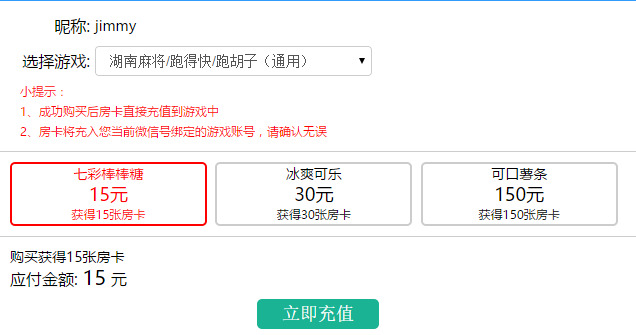 昵称: jimmy
选择游戏: 湖南麻将/跑得快/跑胡子（通用）
小提示：
1、成功购买后房卡直接充值到游戏中
2、房卡将充入您当前微信号绑定的游戏账号，请确认无误
七彩棒棒糖
15元
获得15张房卡
冰爽可乐
30元
获得30张房卡
可口薯条
150元
获得150张房卡
购买获得15张房卡
应付金额: 15 元
立即充值